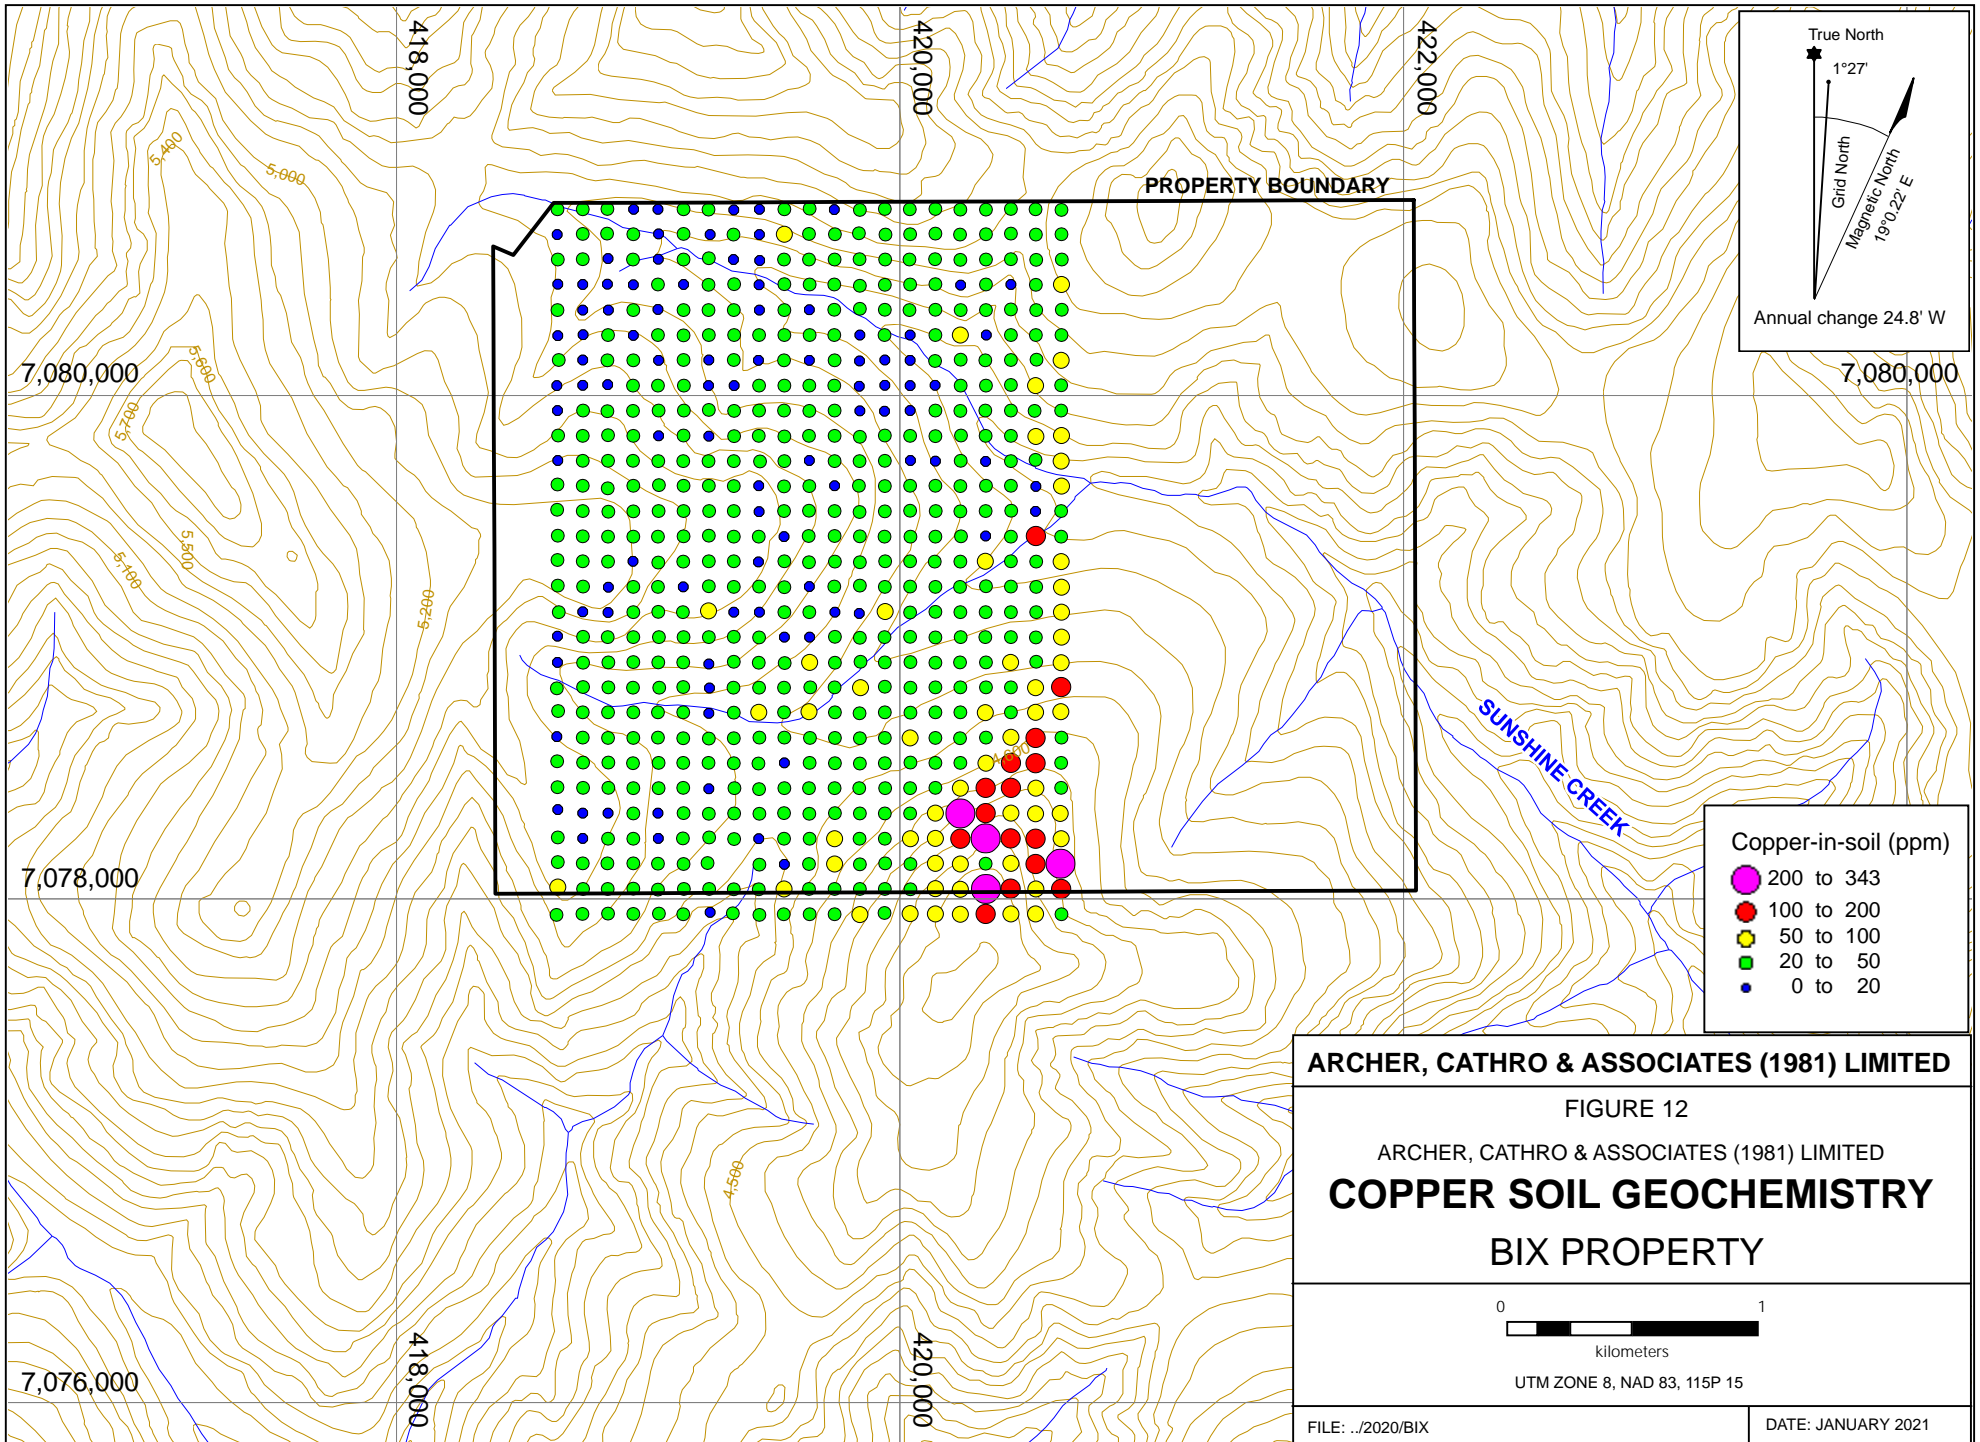 418,000
420,000
422,000
True North
1°27'
Grid North
Magnetic North
19°0.22' E
Annual change 24.8' W
5,400
5,000
PROPERTY BOUNDARY
5,600
7,080,000
7,080,000
5,700
5,500
5,100
5,200
4,600
SUNSHINE CREEK
7,078,000
Copper-in-soil (ppm)
200 to 343
100 to 200
50 to 100
20 to 50
0 to 20
4,500
ARCHER, CATHRO & ASSOCIATES (1981) LIMITED
FIGURE 12
ARCHER, CATHRO & ASSOCIATES (1981) LIMITED
COPPER SOIL GEOCHEMISTRY
BIX PROPERTY
0 1
kilometers
UTM ZONE 8, NAD 83, 115P 15
FILE: ../2020/BIX
DATE: JANUARY 2021
7,076,000
418,000
420,000